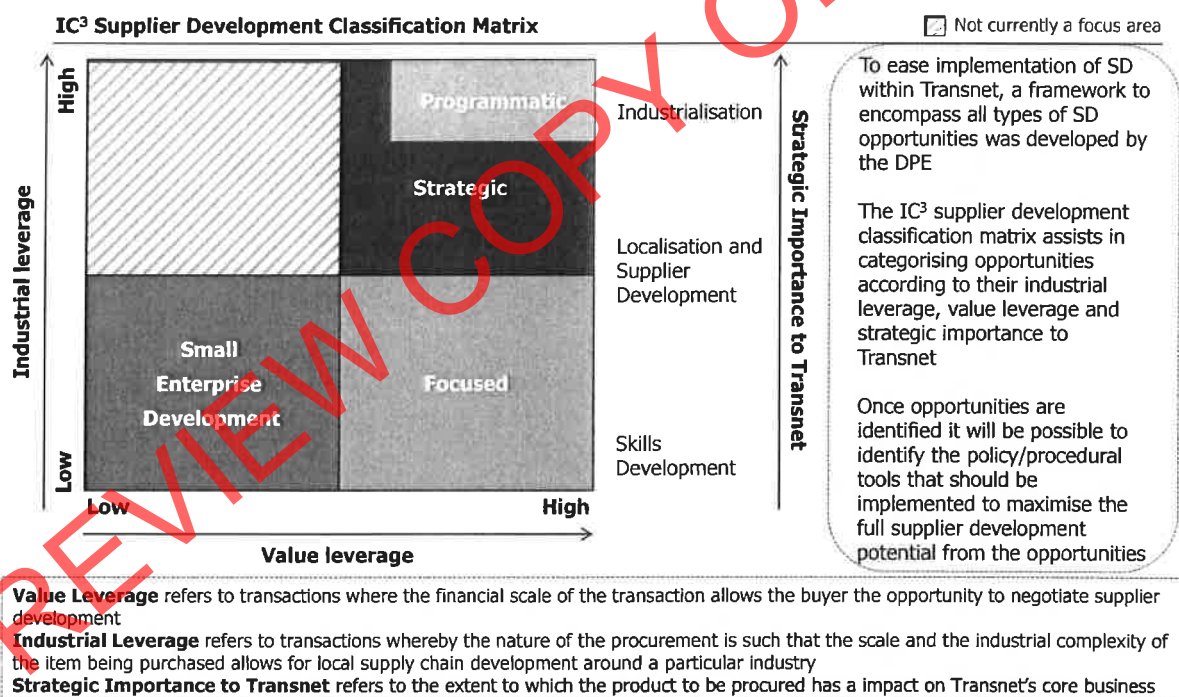 IC³ Supplier Development Classification Matrix
Not currently a focus area
High
Industrial leverage
Low
Programmatic
Strategic
Small
Enterprise
Development
Focused
Low
High
Value leverage
Industrialisation
Localisation and
Supplier
Development
Skills
Development
Strategic Importance to Transnet
To ease implementation of SD
within Transnet, a framework to
encompass all types of SD
opportunities was developed by
the DPE
The IC³ supplier development
classification matrix assists in
categorising opportunities
according to their industrial
leverage, value leverage and
strategic importance to
Transnet
Once opportunities are
identified it will be possible to
identify the policy/procedural
tools that should be
implemented to maximise the
full supplier development
potential from the opportunities
Value Leverage refers to transactions where the financial scale of the transaction allows the buyer the opportunity to negotiate supplier
development
Industrial Leverage refers to transactions whereby the nature of the procurement is such that the scale and the industrial complexity of
the item being purchased allows for local supply chain development around a particular industry
Strategic Importance to Transnet refers to the extent to which the product to be procured has a impact on Transnet's core business
REVIEW COPY